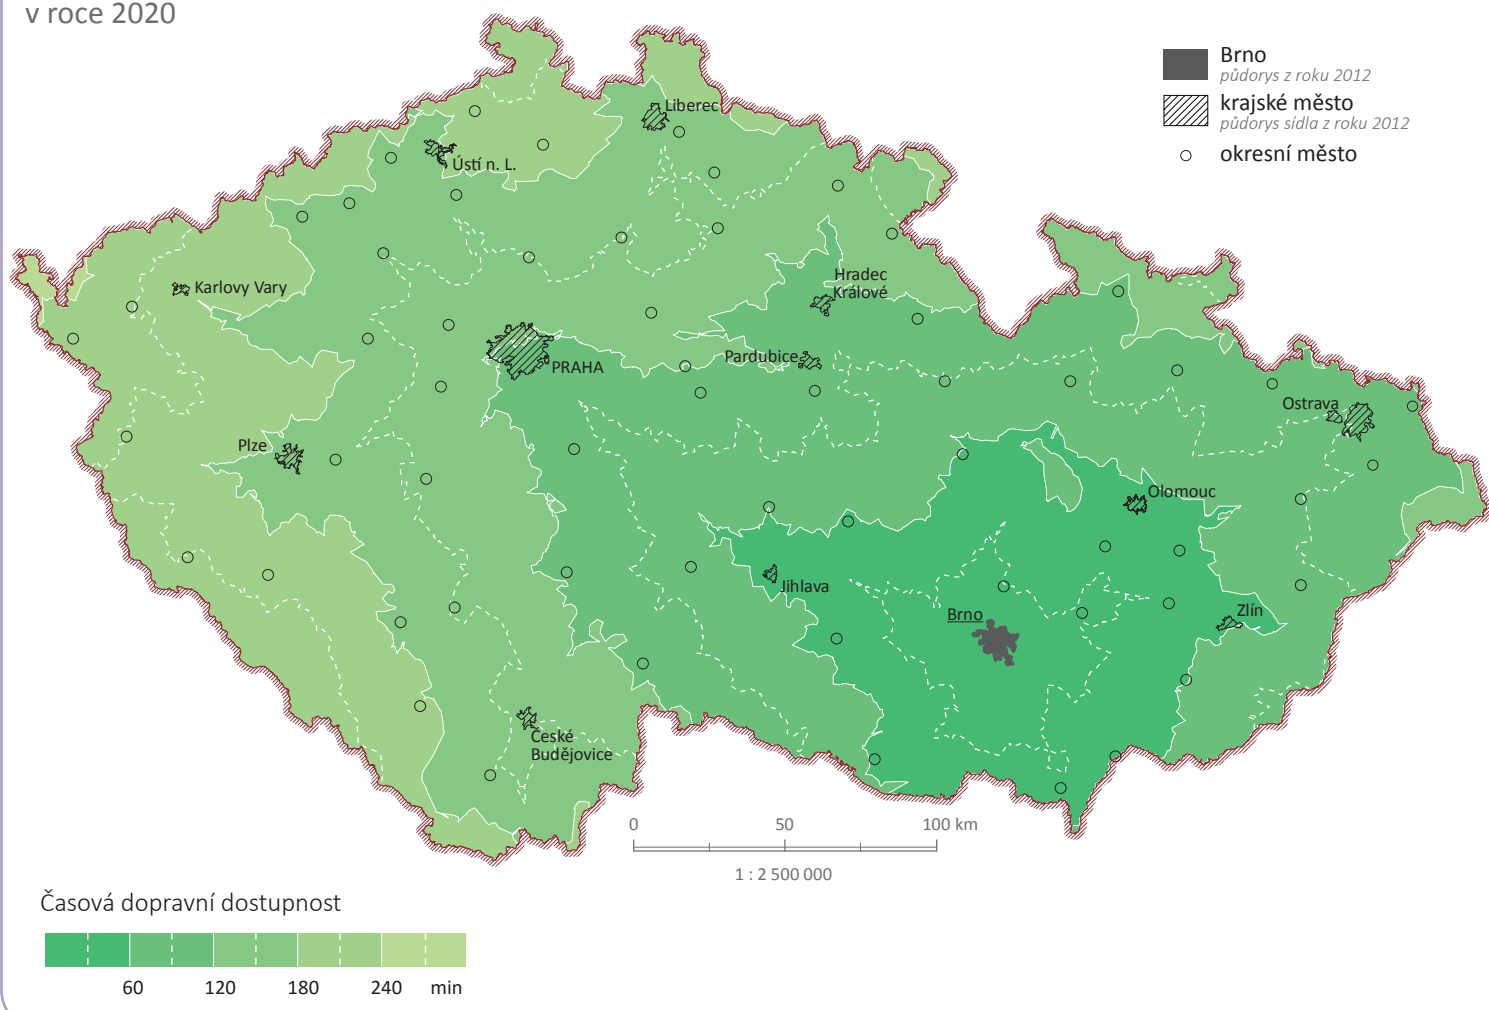 v roce 2020
Brno
půdorys z roku 2012
krajské město
půdorys sídla z roku 2012
okresní město
Liberec
Ústí n. L.
Karlovy Vary
Hradec
Králové
Pardubice
PRAHA
Plze
Ostrava
Olomouc
Jihlava
Brno
Zlín
České
Budějovice
0 50 100 km
1 : 2 500 000
Časová dopravní dostupnost
60 120 180 240 min